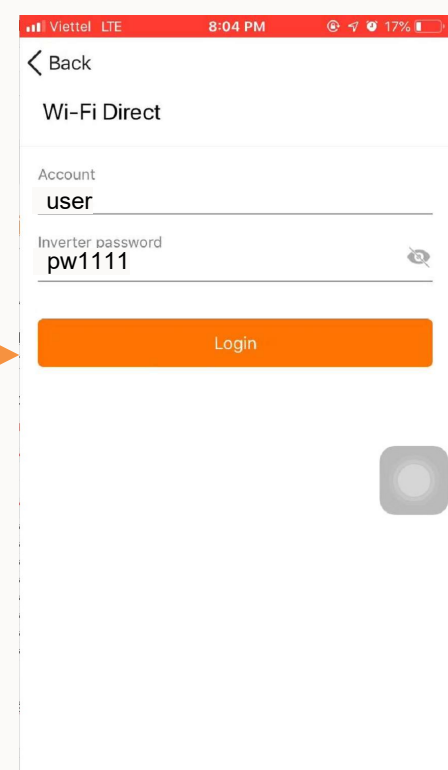 Viettel LTE 8:04 PM 17%
Back
Wi-Fi Direct
Account
user
Inverter password
pw1111
Login